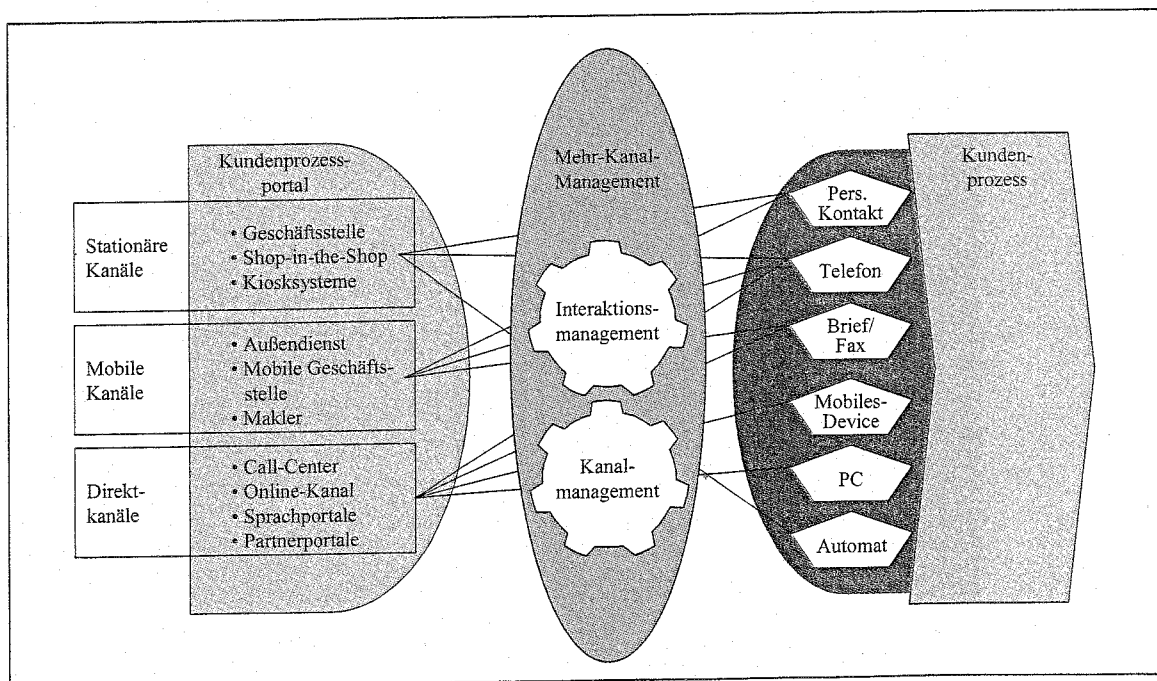 Kundenprozess-
portal
Stationäre
Kanäle
• Geschäftsstelle
• Shop-in-the-Shop
• Kiosksysteme
Mobile
Kanäle
• Außendienst
• Mobile Geschäfts-
stelle
• Makler
Direkt-
kanäle
• Call-Center
• Online-Kanal
• Sprachportale
• Partnerportale
Mehr-Kanal-
Management
Interaktions-
management
Kanal-
management
Pers.
Kontakt
Telefon
Brief/
Fax
Mobiles-
Device
PC
Automat
Kunden-
prozess